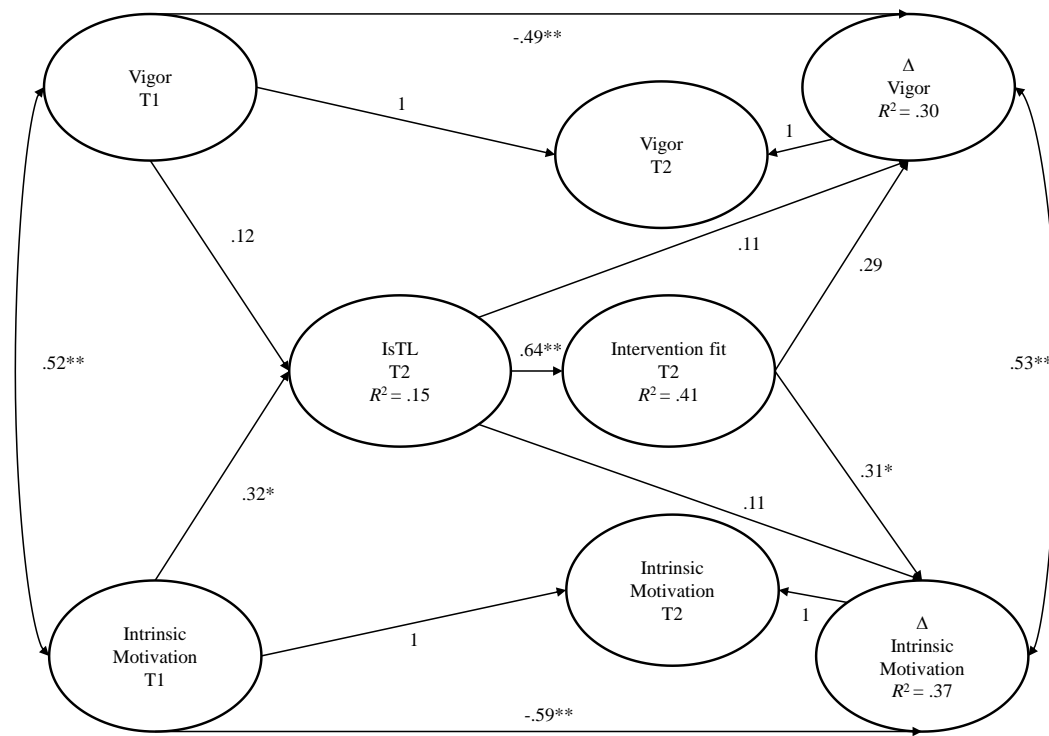 -.49**
Vigor
T1
Δ
Vigor
R² = .30
1
Vigor
T2
1
.12
.11
.29
.52**
IsTL
T2
R² = .15
.64**
Intervention fit
T2
R² = .41
.53**
.32*
.11
.31*
Intrinsic
Motivation
T2
Intrinsic
Motivation
T1
1
1
Δ
Intrinsic
Motivation
R² = .37
-.59**